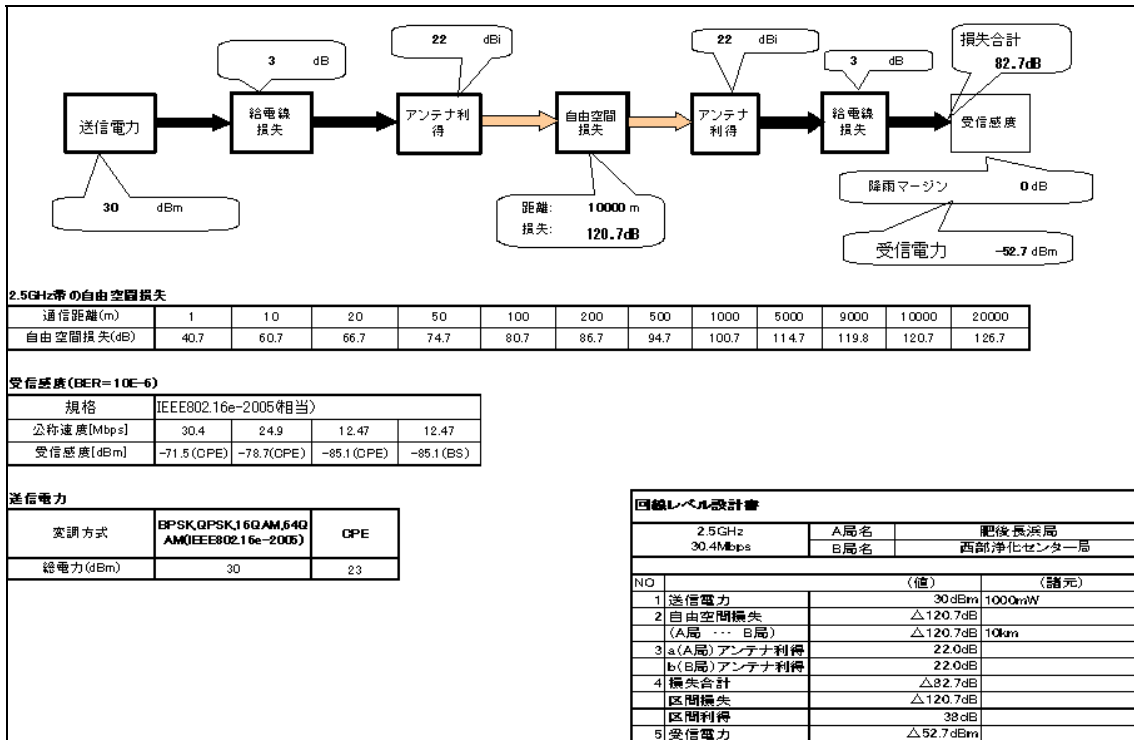 22 dBi
22 dBi
損失合計
82.7dB
3 dB
3 dB
送信電力
給電線
損失
アンテナ利
得
自由空間
損失
アンテナ
利得
給電線
損失
受信感度
30 dBm
距離: 10000 m
損失: 120.7dB
降雨マージン 0 dB
受信電力 -52.7 dBm
2.5GHz帯の自由空間損失
通信距離(m) 1 10 20 50 100 200 500 1000 5000 9000 10000 20000
自由空間損失(dB) 40.7 60.7 66.7 74.7 80.7 86.7 94.7 100.7 114.7 119.8 120.7 126.7
受信感度(BER=10E-6)
規格 IEEE802.16e-2005(相当)
公称速度[Mbps] 30.4 24.9 12.47 12.47
受信感度[dBm] -71.5(CPE) -78.7(CPE) -85.1(CPE) -85.1(BS)
送信電力
変調方式 BPSK,QPSK,16QAM,64Q
AM(IEEE802.16e-2005) CPE
総電力(dBm) 30 23
回線レベル設計書
2.5GHz A局名 肥後長浜局
30.4Mbps B局名 西部浄化センター局
NO (値) (諸元)
1 送信電力 30dBm 1000mW
2 自由空間損失 △120.7dB
(A局 … B局) △120.7dB 10km
3 a(A局)アンテナ利得 22.0dB
b(B局)アンテナ利得 22.0dB
4 損失合計 △82.7dB
区間損失 △120.7dB
区間利得 38dB
5 受信電力 △52.7dBm